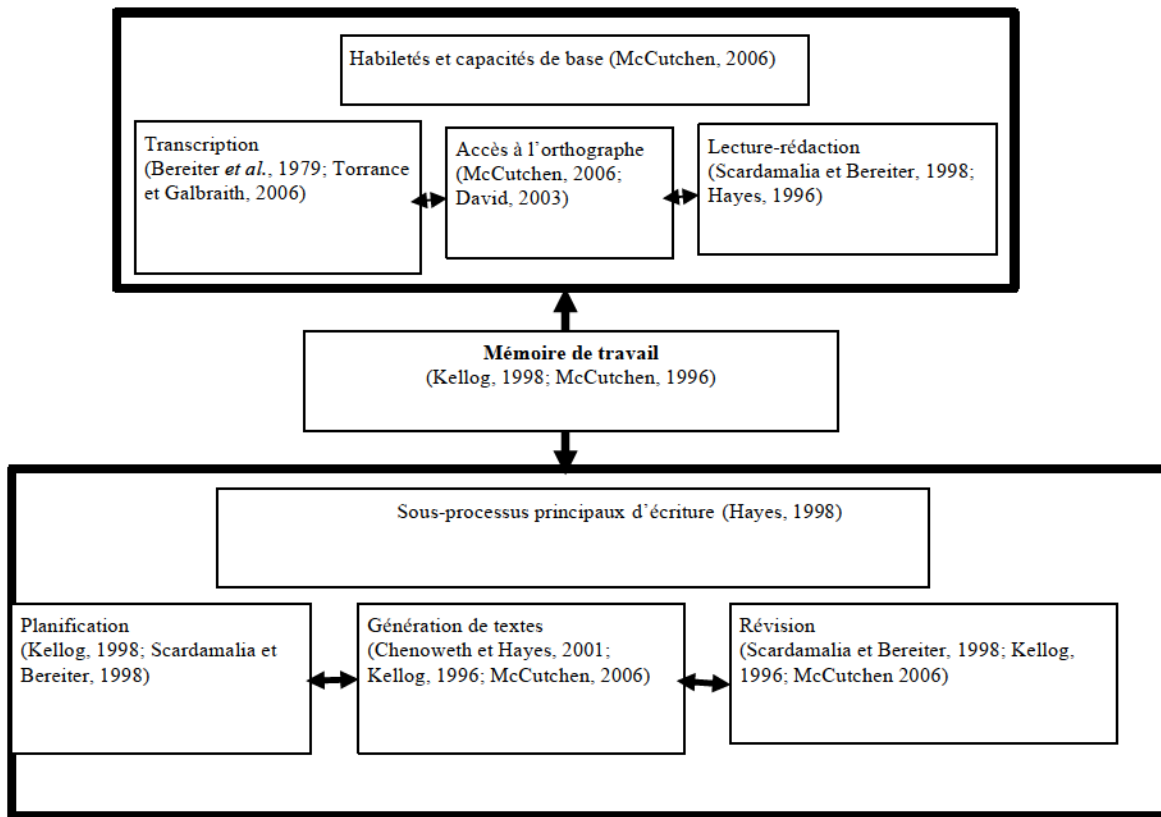 Habiletés et capacités de base (McCutchen, 2006)
Transcription
(Bereiter et al., 1979; Torrance
et Galbraith, 2006)
Accès à l’orthographe
(McCutchen, 2006;
David, 2003)
Lecture-rédaction
(Scardamalia et Bereiter, 1998;
Hayes, 1996)
Mémoire de travail
(Kellog, 1998; McCutchen, 1996)
Sous-processus principaux d’écriture (Hayes, 1998)
Planification
(Kellog, 1998; Scardamalia et
Bereiter, 1998)
Génération de textes
(Chenoweth et Hayes, 2001;
Kellog, 1996; McCutchen, 2006)
Révision
(Scardamalia et Bereiter, 1998; Kellog,
1996; McCutchen 2006)